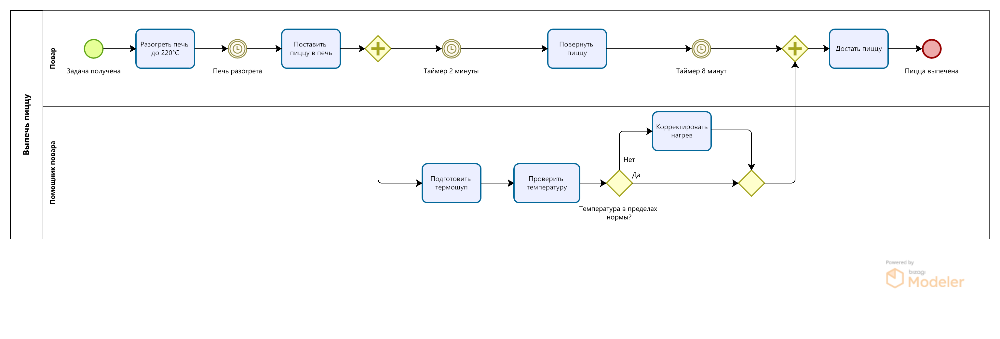 Выпечь пиццу
Повар
Задача получена
Разогреть печь
до 220°C
Печь разогрета
Поставить
пиццу в печь
Таймер 2 минуты
Повернуть
пиццу
Таймер 8 минут
Достать пиццу
Пицца выпечена
Помощник повара
Подготовить
термощуп
Проверить
температуру
Температура в пределах
нормы?
Нет
Да
Корректировать
нагрев
Powered by
bizagi
Modeler